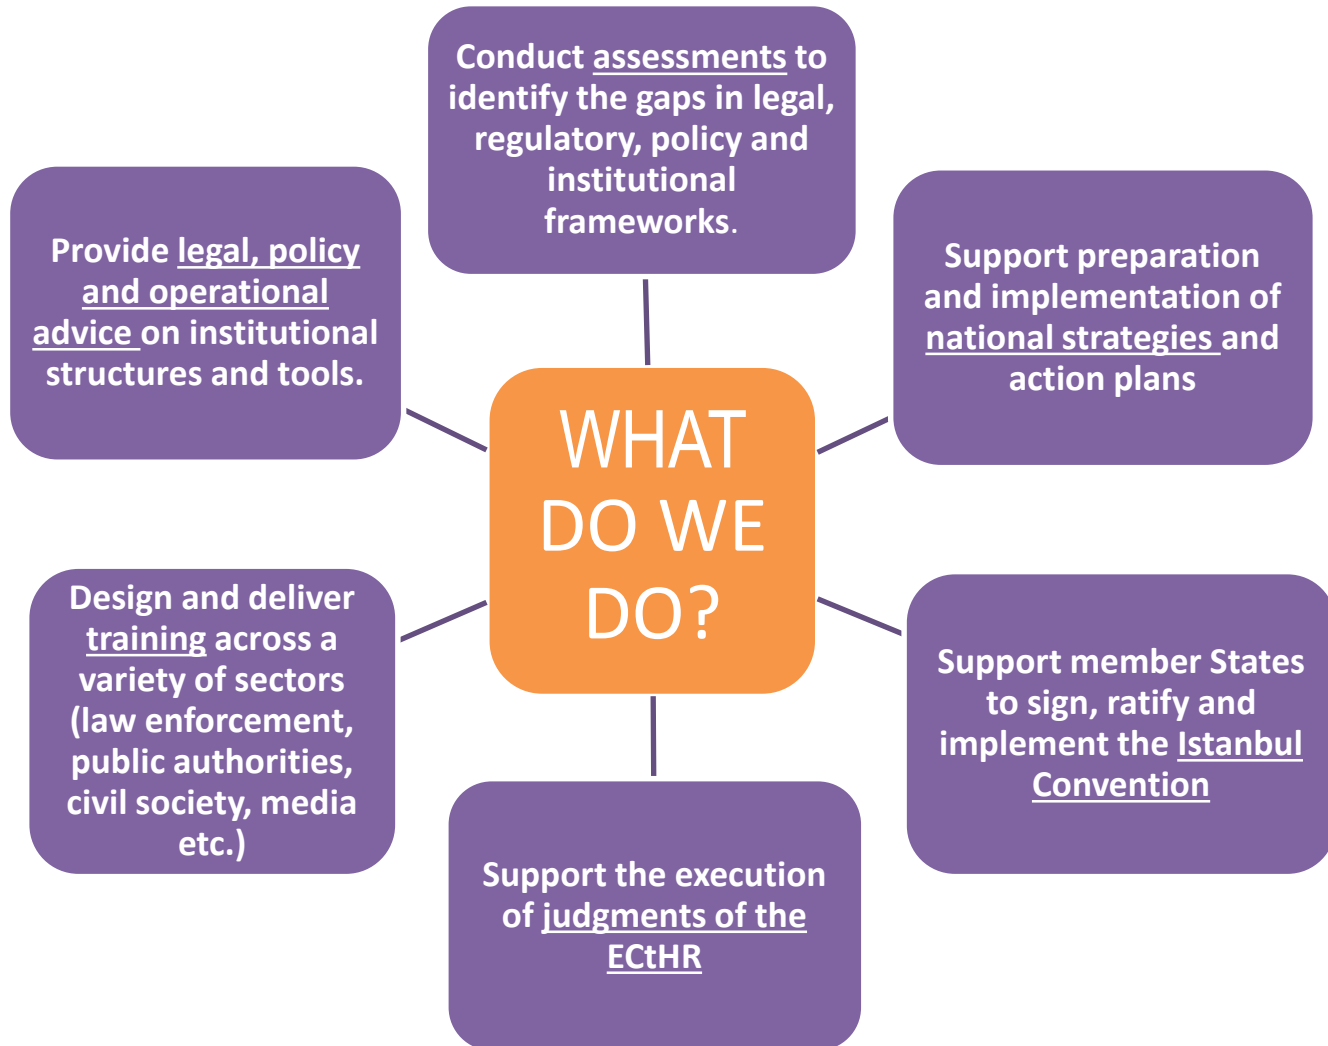 Conduct assessments to
identify the gaps in legal,
regulatory, policy and
institutional
frameworks.
Support preparation
and implementation of
national strategies and
action plans
Support member States
to sign, ratify and
implement the Istanbul
Convention
Support the execution
of judgments of the
ECtHR
Design and deliver
training across a
variety of sectors
(law enforcement,
public authorities,
civil society, media
etc.)
Provide legal, policy
and operational
advice on institutional
structures and tools.
WHAT
DO WE
DO?